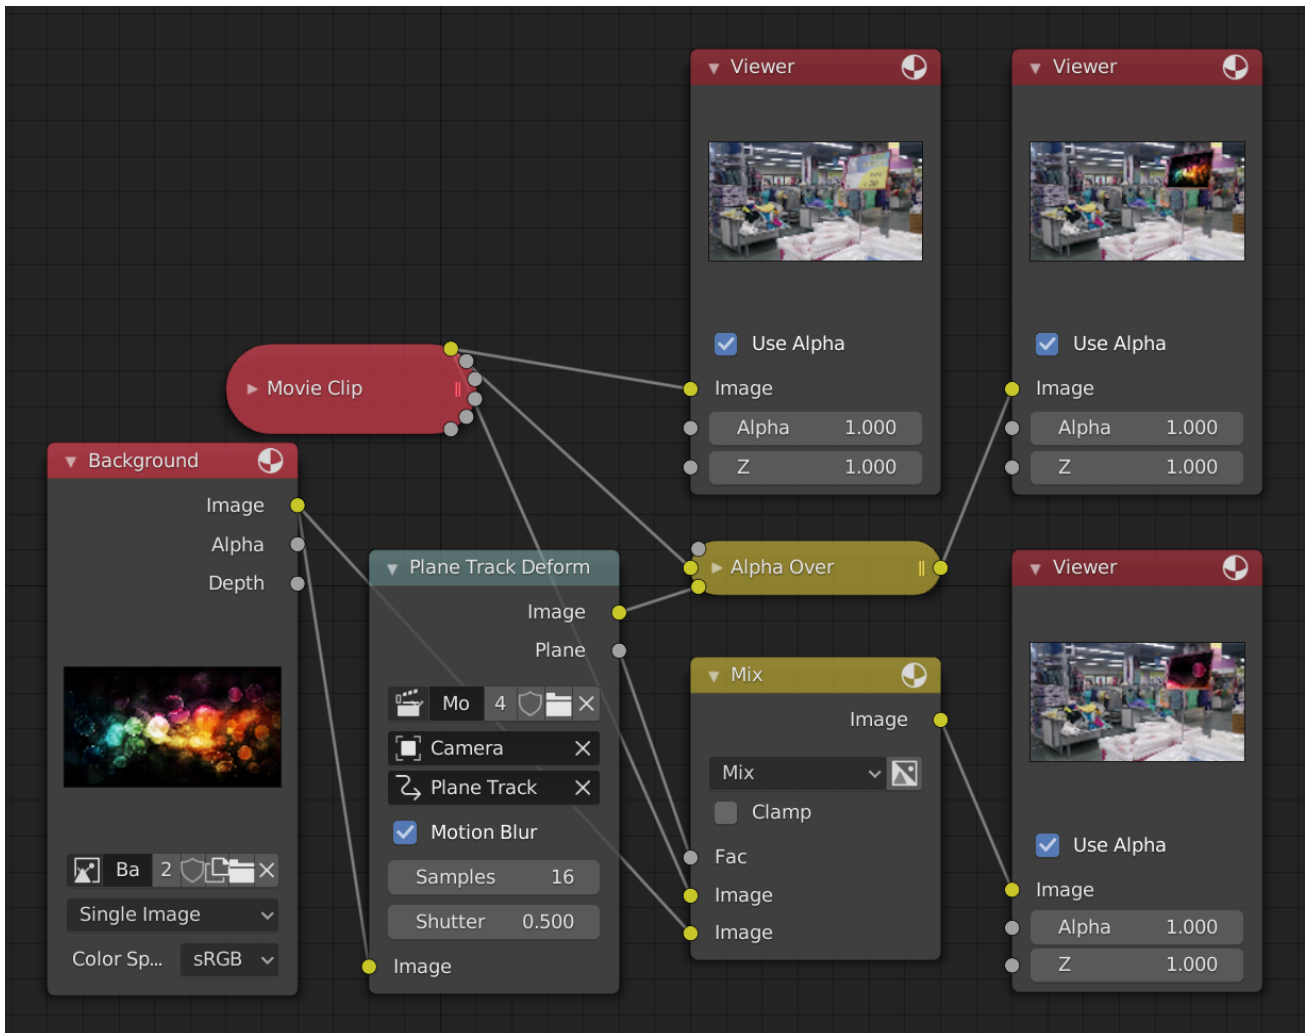 Viewer
Use Alpha
Image
Alpha 1.000
Z 1.000
Viewer
Use Alpha
Image
Alpha 1.000
Z 1.000
Movie Clip
Background
Image
Alpha
Depth
Ba 2
Single Image
Color Sp... sRGB
Plane Track Deform
Image
Plane
Mo 4
Camera
Plane Track
Motion Blur
Samples 16
Shutter 0.500
Image
Alpha Over
Mix
Image
Mix
Clamp
Fac
Image
Image
Viewer
Use Alpha
Image
Alpha 1.000
Z 1.000